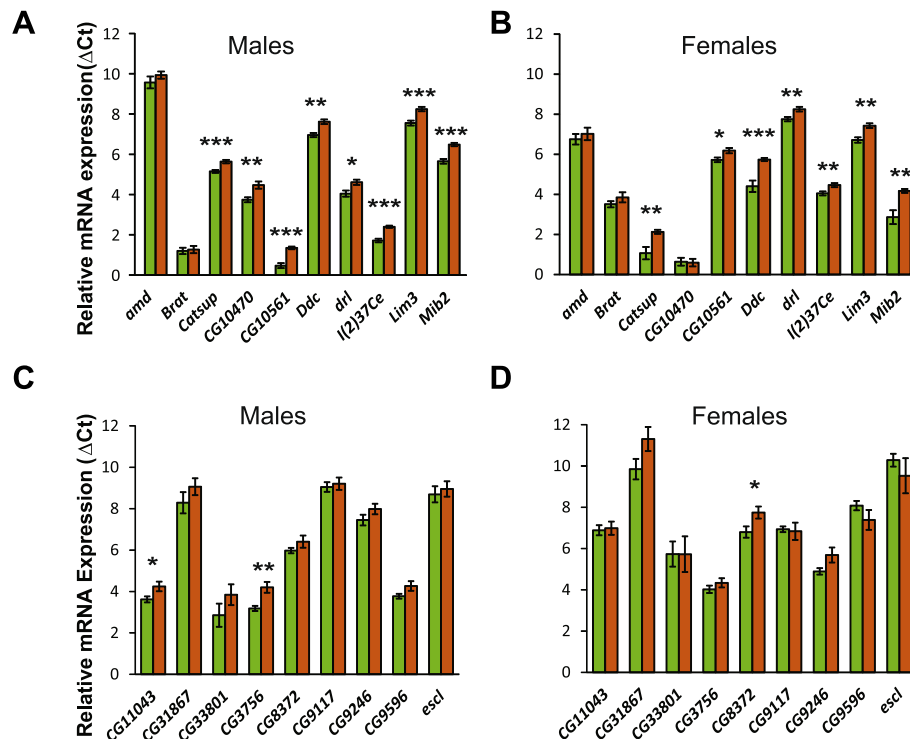 A
Males
Relative mRNA expression(ΔCt)
12
10
8
6
4
2
0
***
**
***
**
*
***
***
***
amd
Brat
Catsup
CG10470
CG10561
Ddc
drl
l(2)37Ce
Lim3
Mib2
B
Females
12
10
8
6
4
2
0
**
*
***
**
**
**
**
amd
Brat
Catsup
CG10470
CG10561
Ddc
drl
l(2)37Ce
Lim3
Mib2
C
Males
Relative mRNA Expression (ΔCt)
12
10
8
6
4
2
0
*
**
CG11043
CG31867
CG33801
CG3756
CG8372
CG9117
CG9246
CG9596
escl
D
Females
12
10
8
6
4
2
0
*
CG11043
CG31867
CG33801
CG3756
CG8372
CG9117
CG9246
CG9596
escl